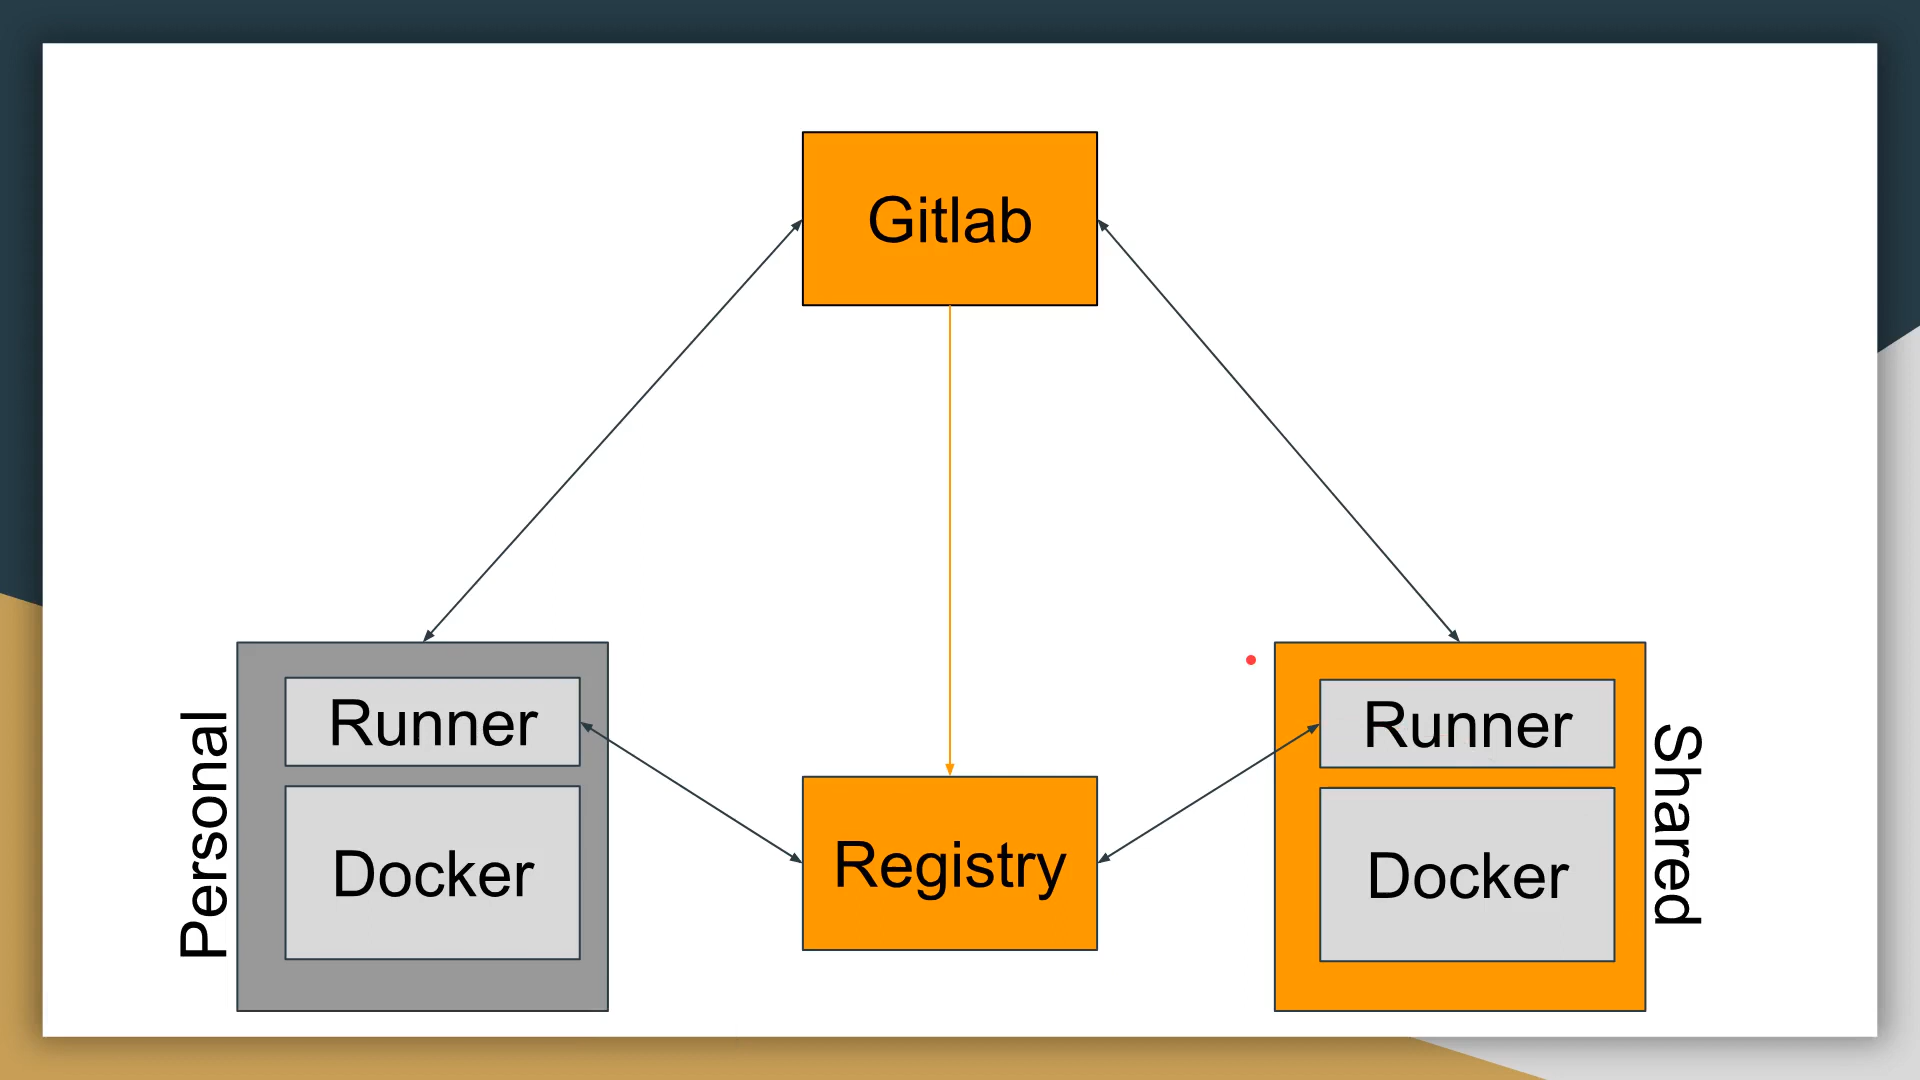 Gitlab
Personal
Runner
Docker
Registry
Runner
Docker
Shared